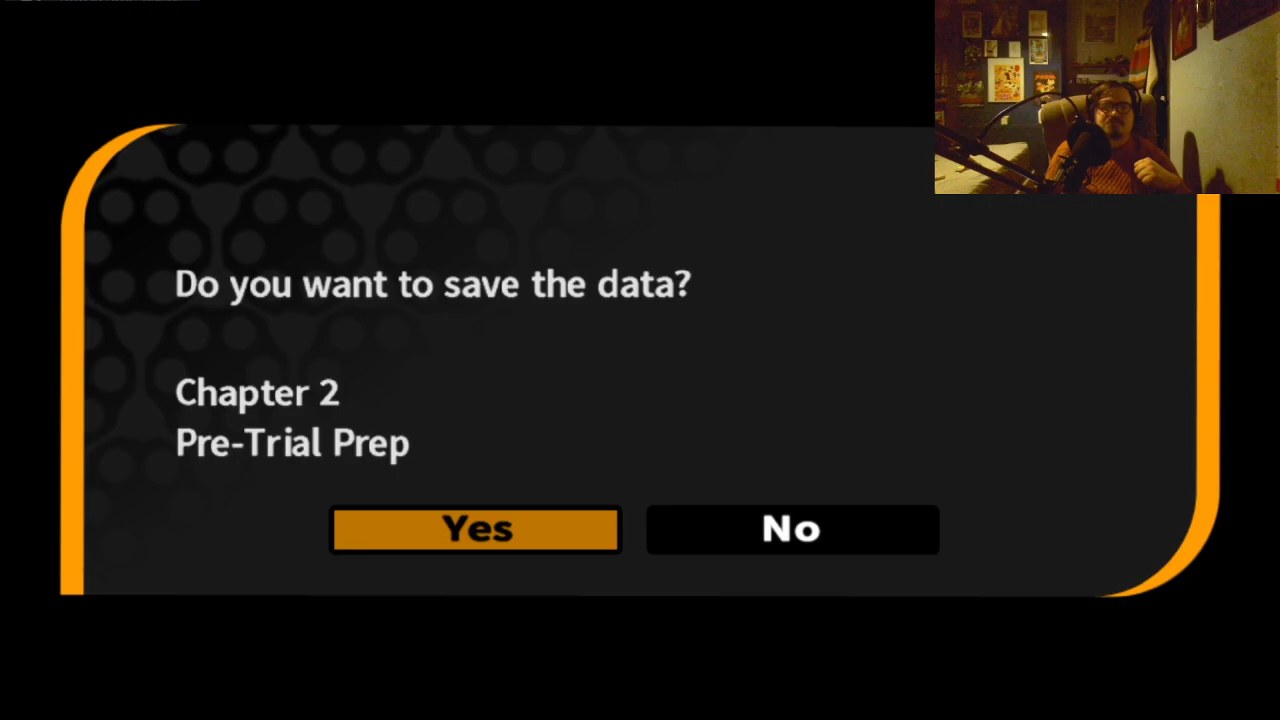 Do you want to save the data?
Chapter 2
Pre-Trial Prep
Yes
No